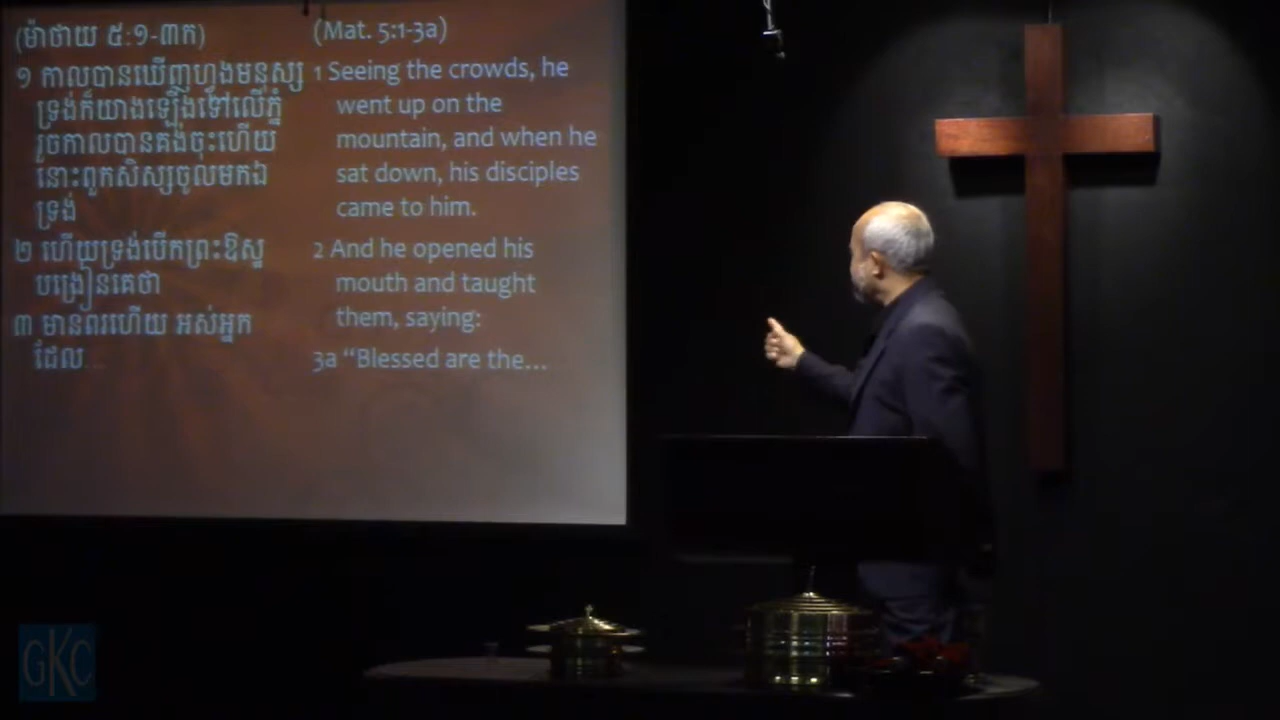 (ម៉ាថាយ ៥:១-៣ក)
១ កាលបានឃើញហ្វូងមនុស្ស
ទ្រង់ក៏យាងឡើងទៅលើភ្នំ
រួចកាលបានគង់ចុះហើយ
នោះពួកសិស្សចូលមកឯ
ទ្រង់
២ ហើយទ្រង់បើកព្រះឱស្ឋ
បង្រៀនគេថា
៣ មានពរហើយ អស់អ្នក
ដែល...
(Mat. 5:1-3a)
1 Seeing the crowds, he
went up on the
mountain, and when he
sat down, his disciples
came to him.
2 And he opened his
mouth and taught
them, saying:
3a “Blessed are the...
GKC